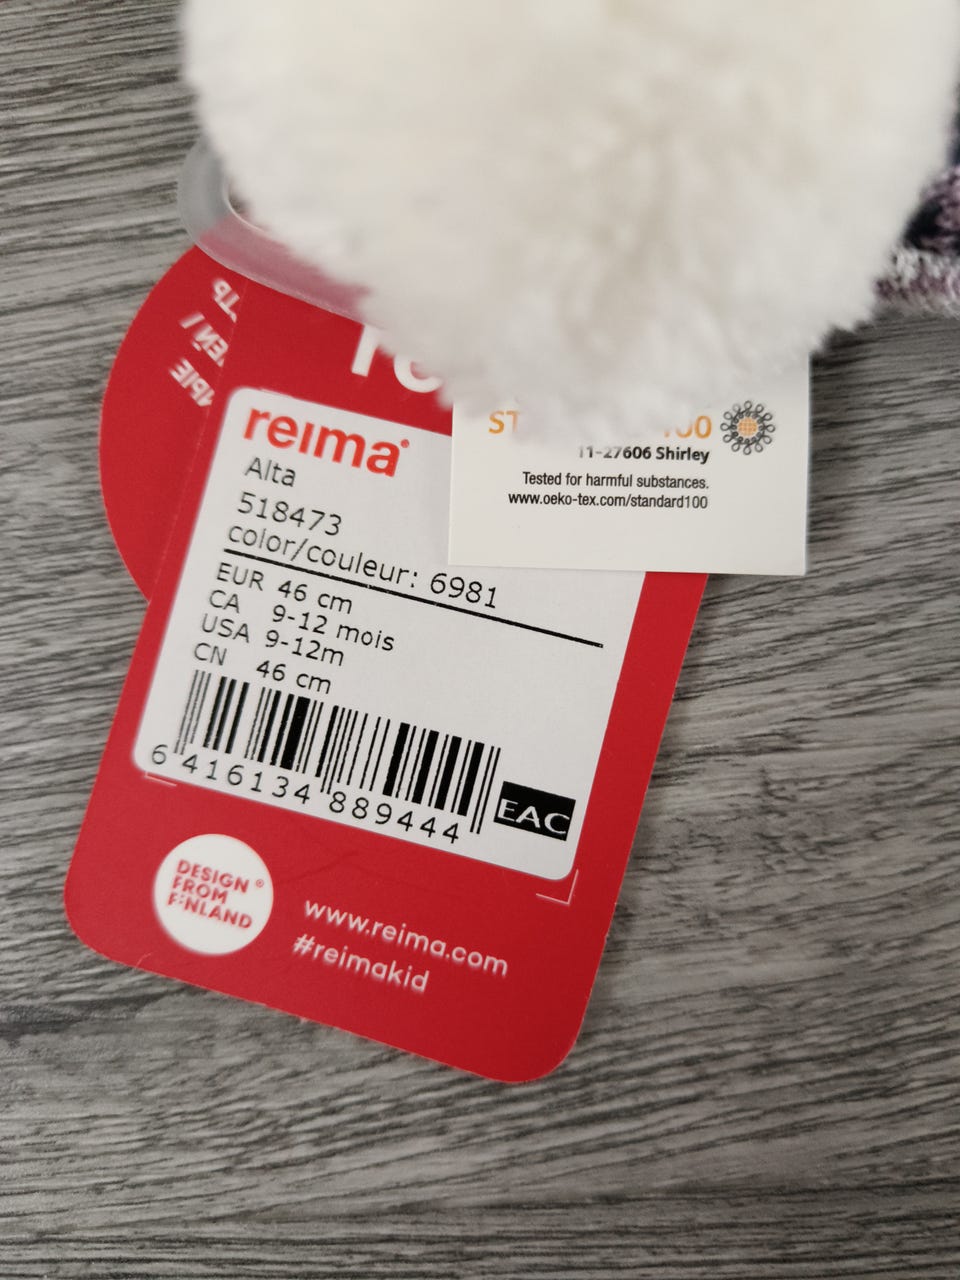 reima®
Alta
518473
color/couleur: 6981
EUR 46 cm
CA 9-12 mois
USA 9-12m
CN 46 cm
6 416134 889444
EAC
DESIGN ®
FROM
FINLAND
www.reima.com
#reimakid
100
11-27606 Shirley
Tested for harmful substances.
www.oeko-tex.com/standard100